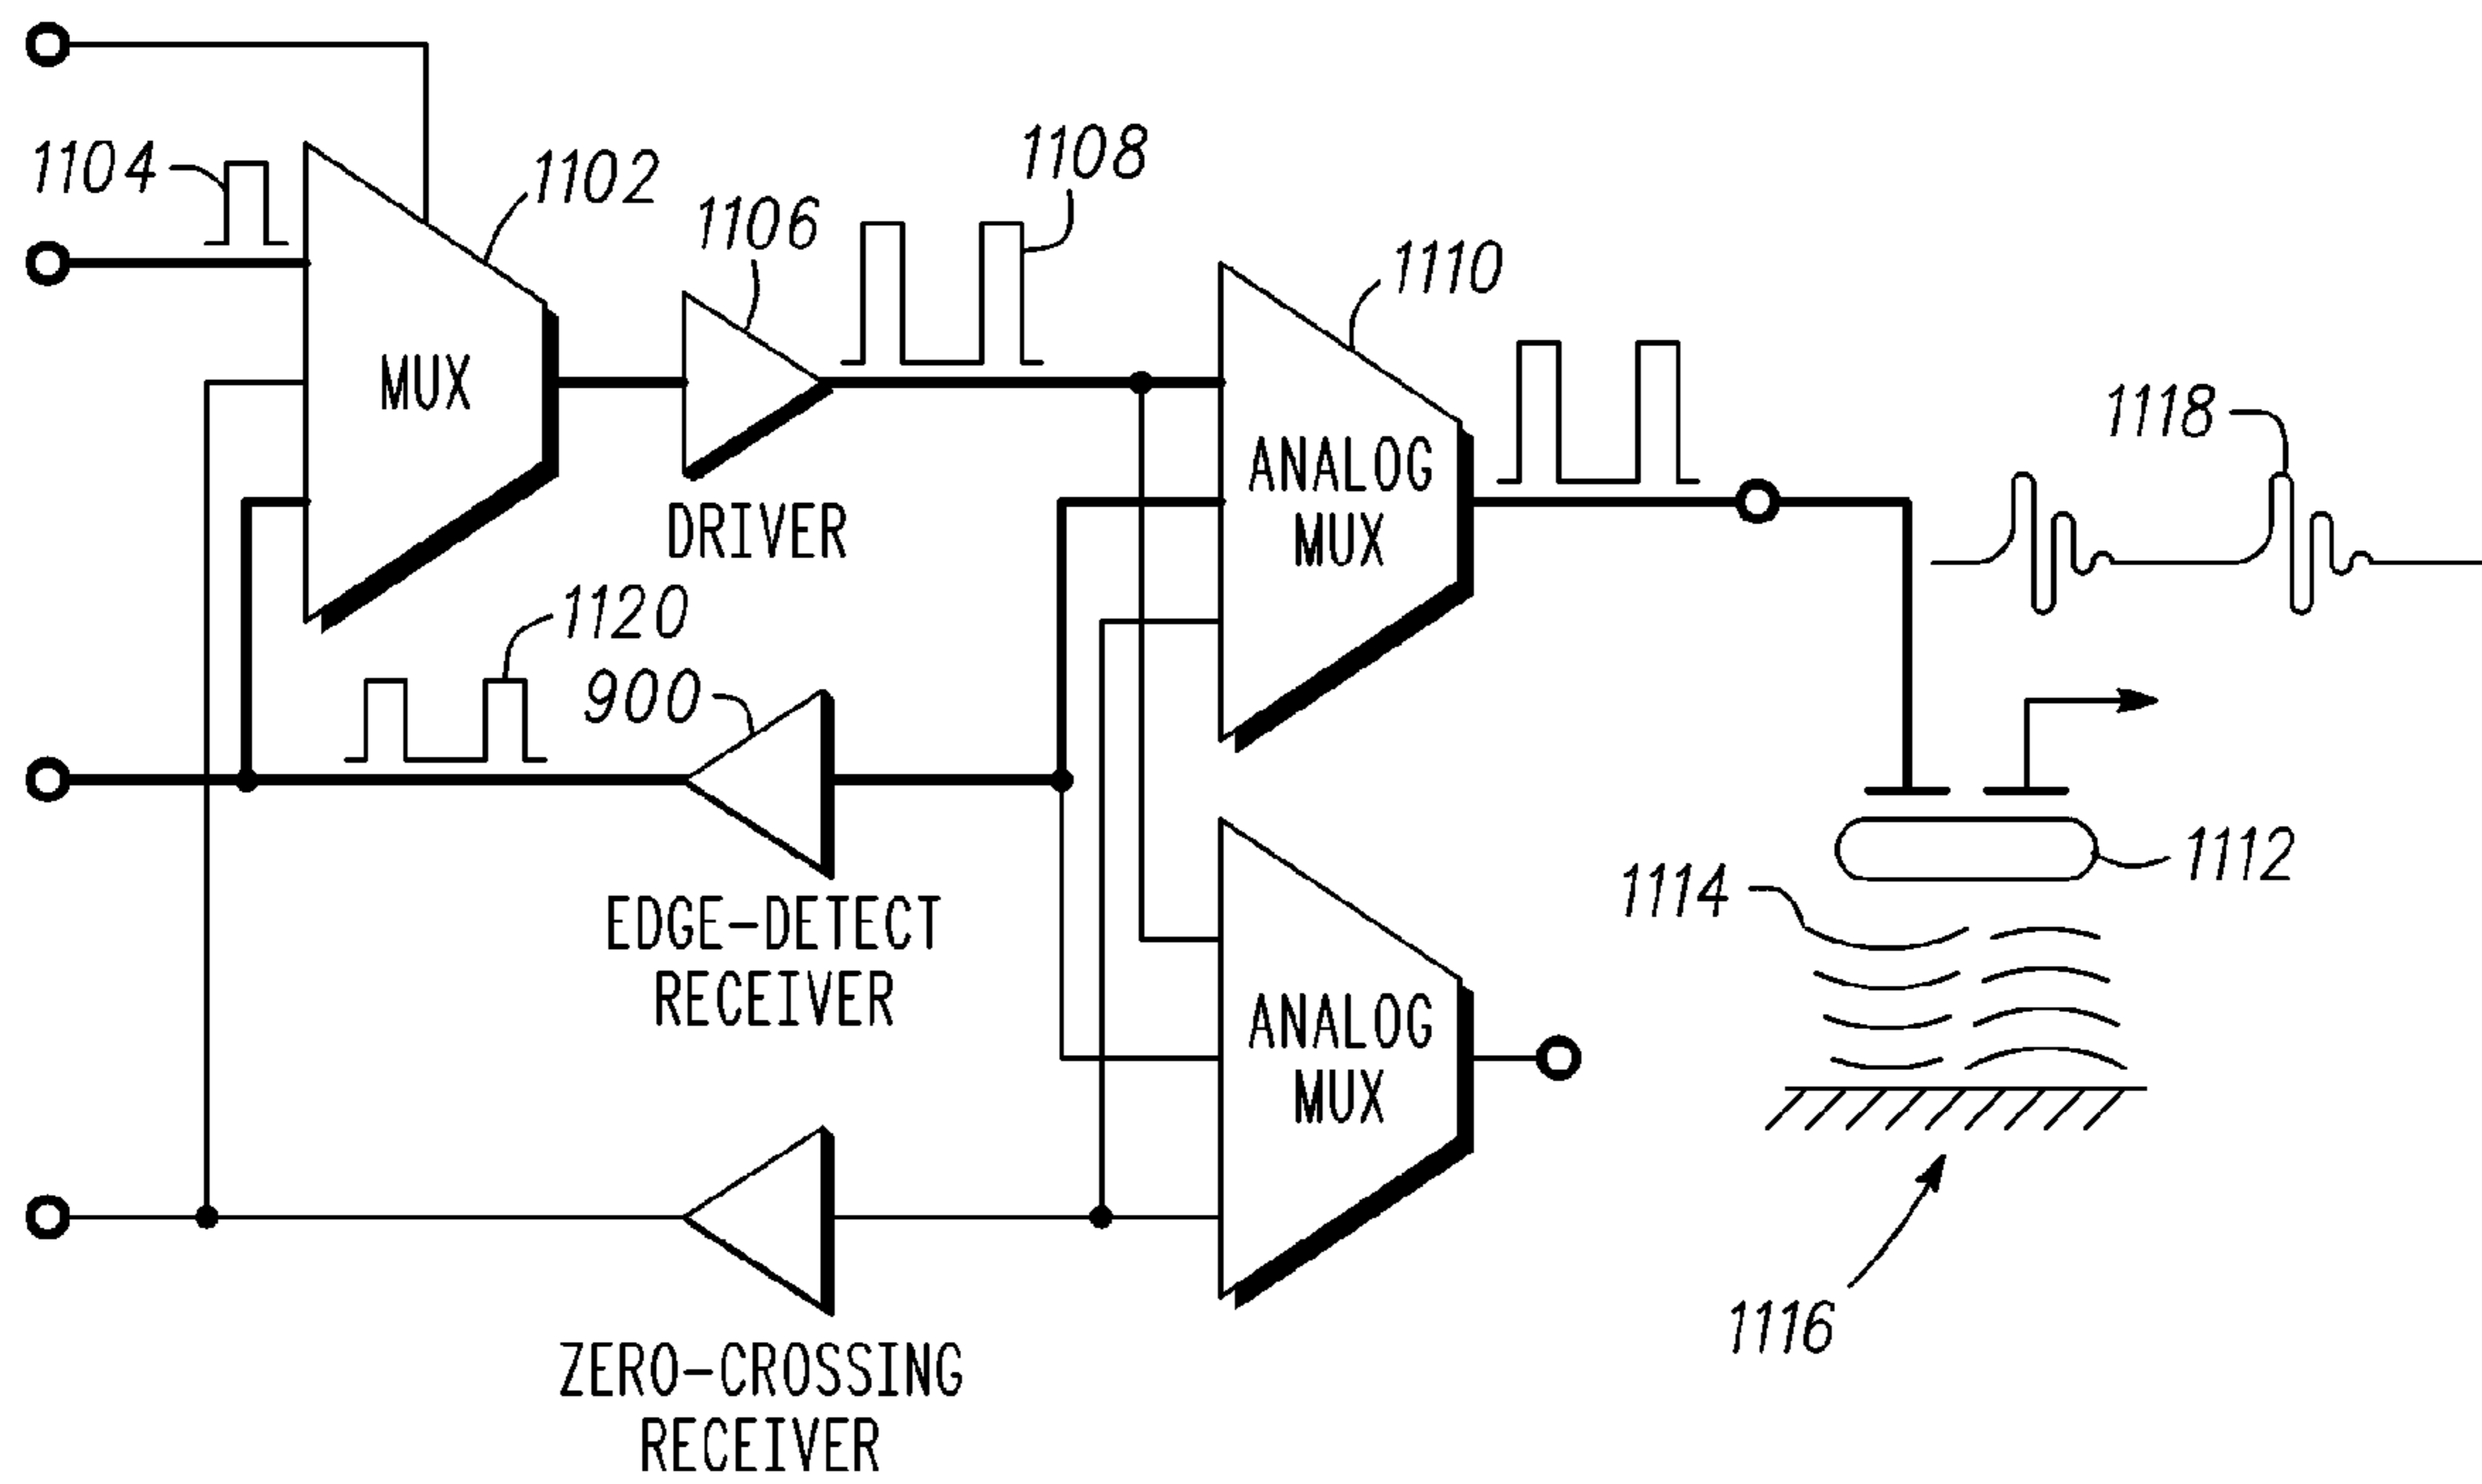 1104
1102
1106
1108
1110
MUX
DRIVER
ANALOG
MUX
1118
1120
900
EDGE-DETECT
RECEIVER
1112
1114
ANALOG
MUX
1116
ZERO-CROSSING
RECEIVER